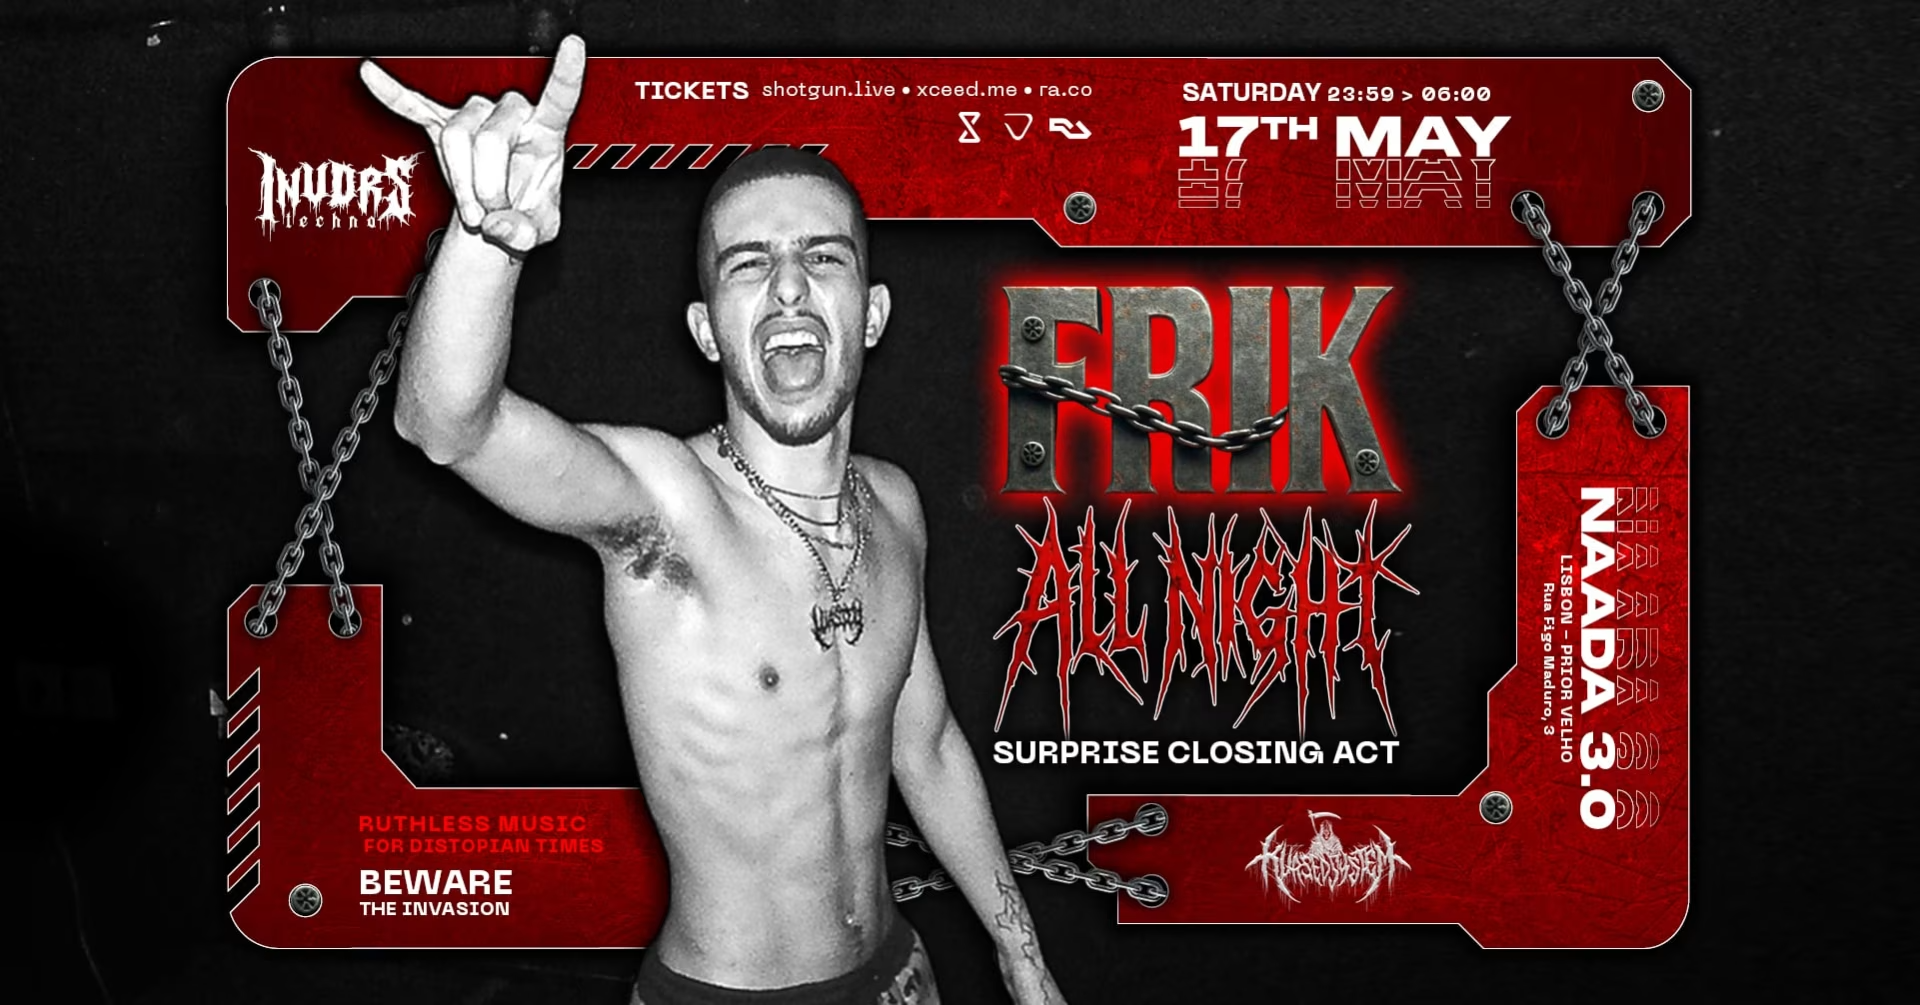 INVDRS
techno
TICKETS shotgun.live • xceed.me • ra.co
SATURDAY 23:59 > 06:00
17TH MAY
FRIK
ALL NIGHT
SURPRISE CLOSING ACT
NAADA 3.0
LISBON – PRIOR VELHO
Rua Figo Maduro, 3
RUTHLESS MUSIC
FOR DISTOPIAN TIMES
BEWARE
THE INVASION
KURSEDSYSTEM